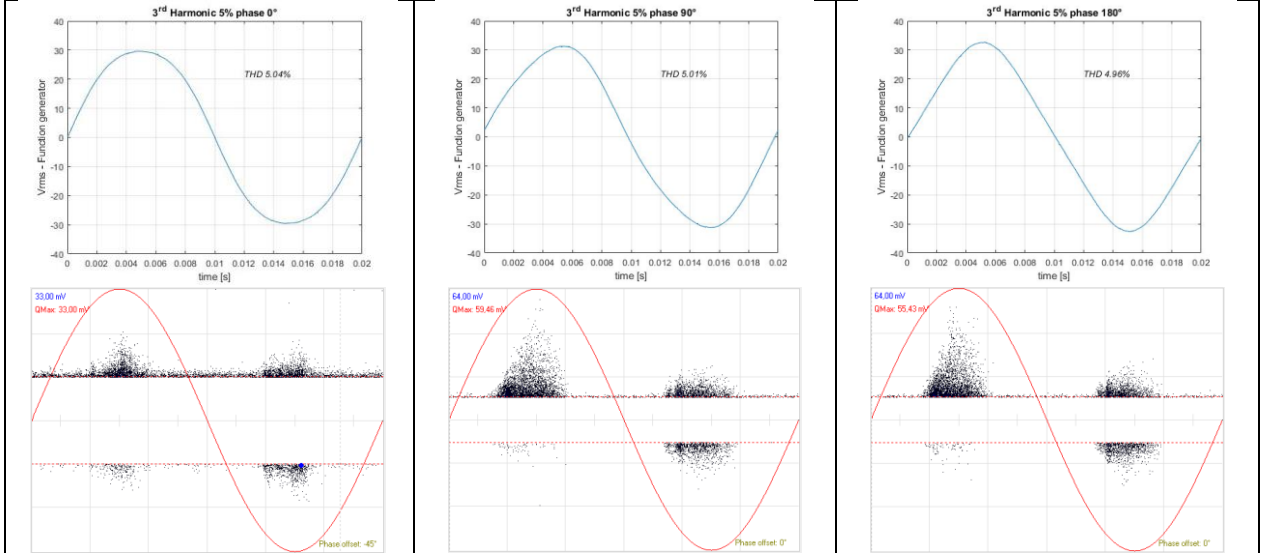 3rd Harmonic 5% phase 0°
40
30
20
10
0
-10
-20
-30
-40
Vrms - Function generator
THD 5.04%
0 0.002 0.004 0.006 0.008 0.01 0.012 0.014 0.016 0.018 0.02
time [s]
33,00 mV
QMax: 33,00 mV
Phase offset: -45°
3rd Harmonic 5% phase 90°
40
30
20
10
0
-10
-20
-30
-40
Vrms - Function generator
THD 5.01%
0 0.002 0.004 0.006 0.008 0.01 0.012 0.014 0.016 0.018 0.02
time [s]
64,00 mV
QMax: 59,46 mV
Phase offset: 0°
3rd Harmonic 5% phase 180°
40
30
20
10
0
-10
-20
-30
-40
Vrms - Function generator
THD 4.96%
0 0.002 0.004 0.006 0.008 0.01 0.012 0.014 0.016 0.018 0.02
time [s]
64,00 mV
QMax: 55,43 mV
Phase offset: 0°